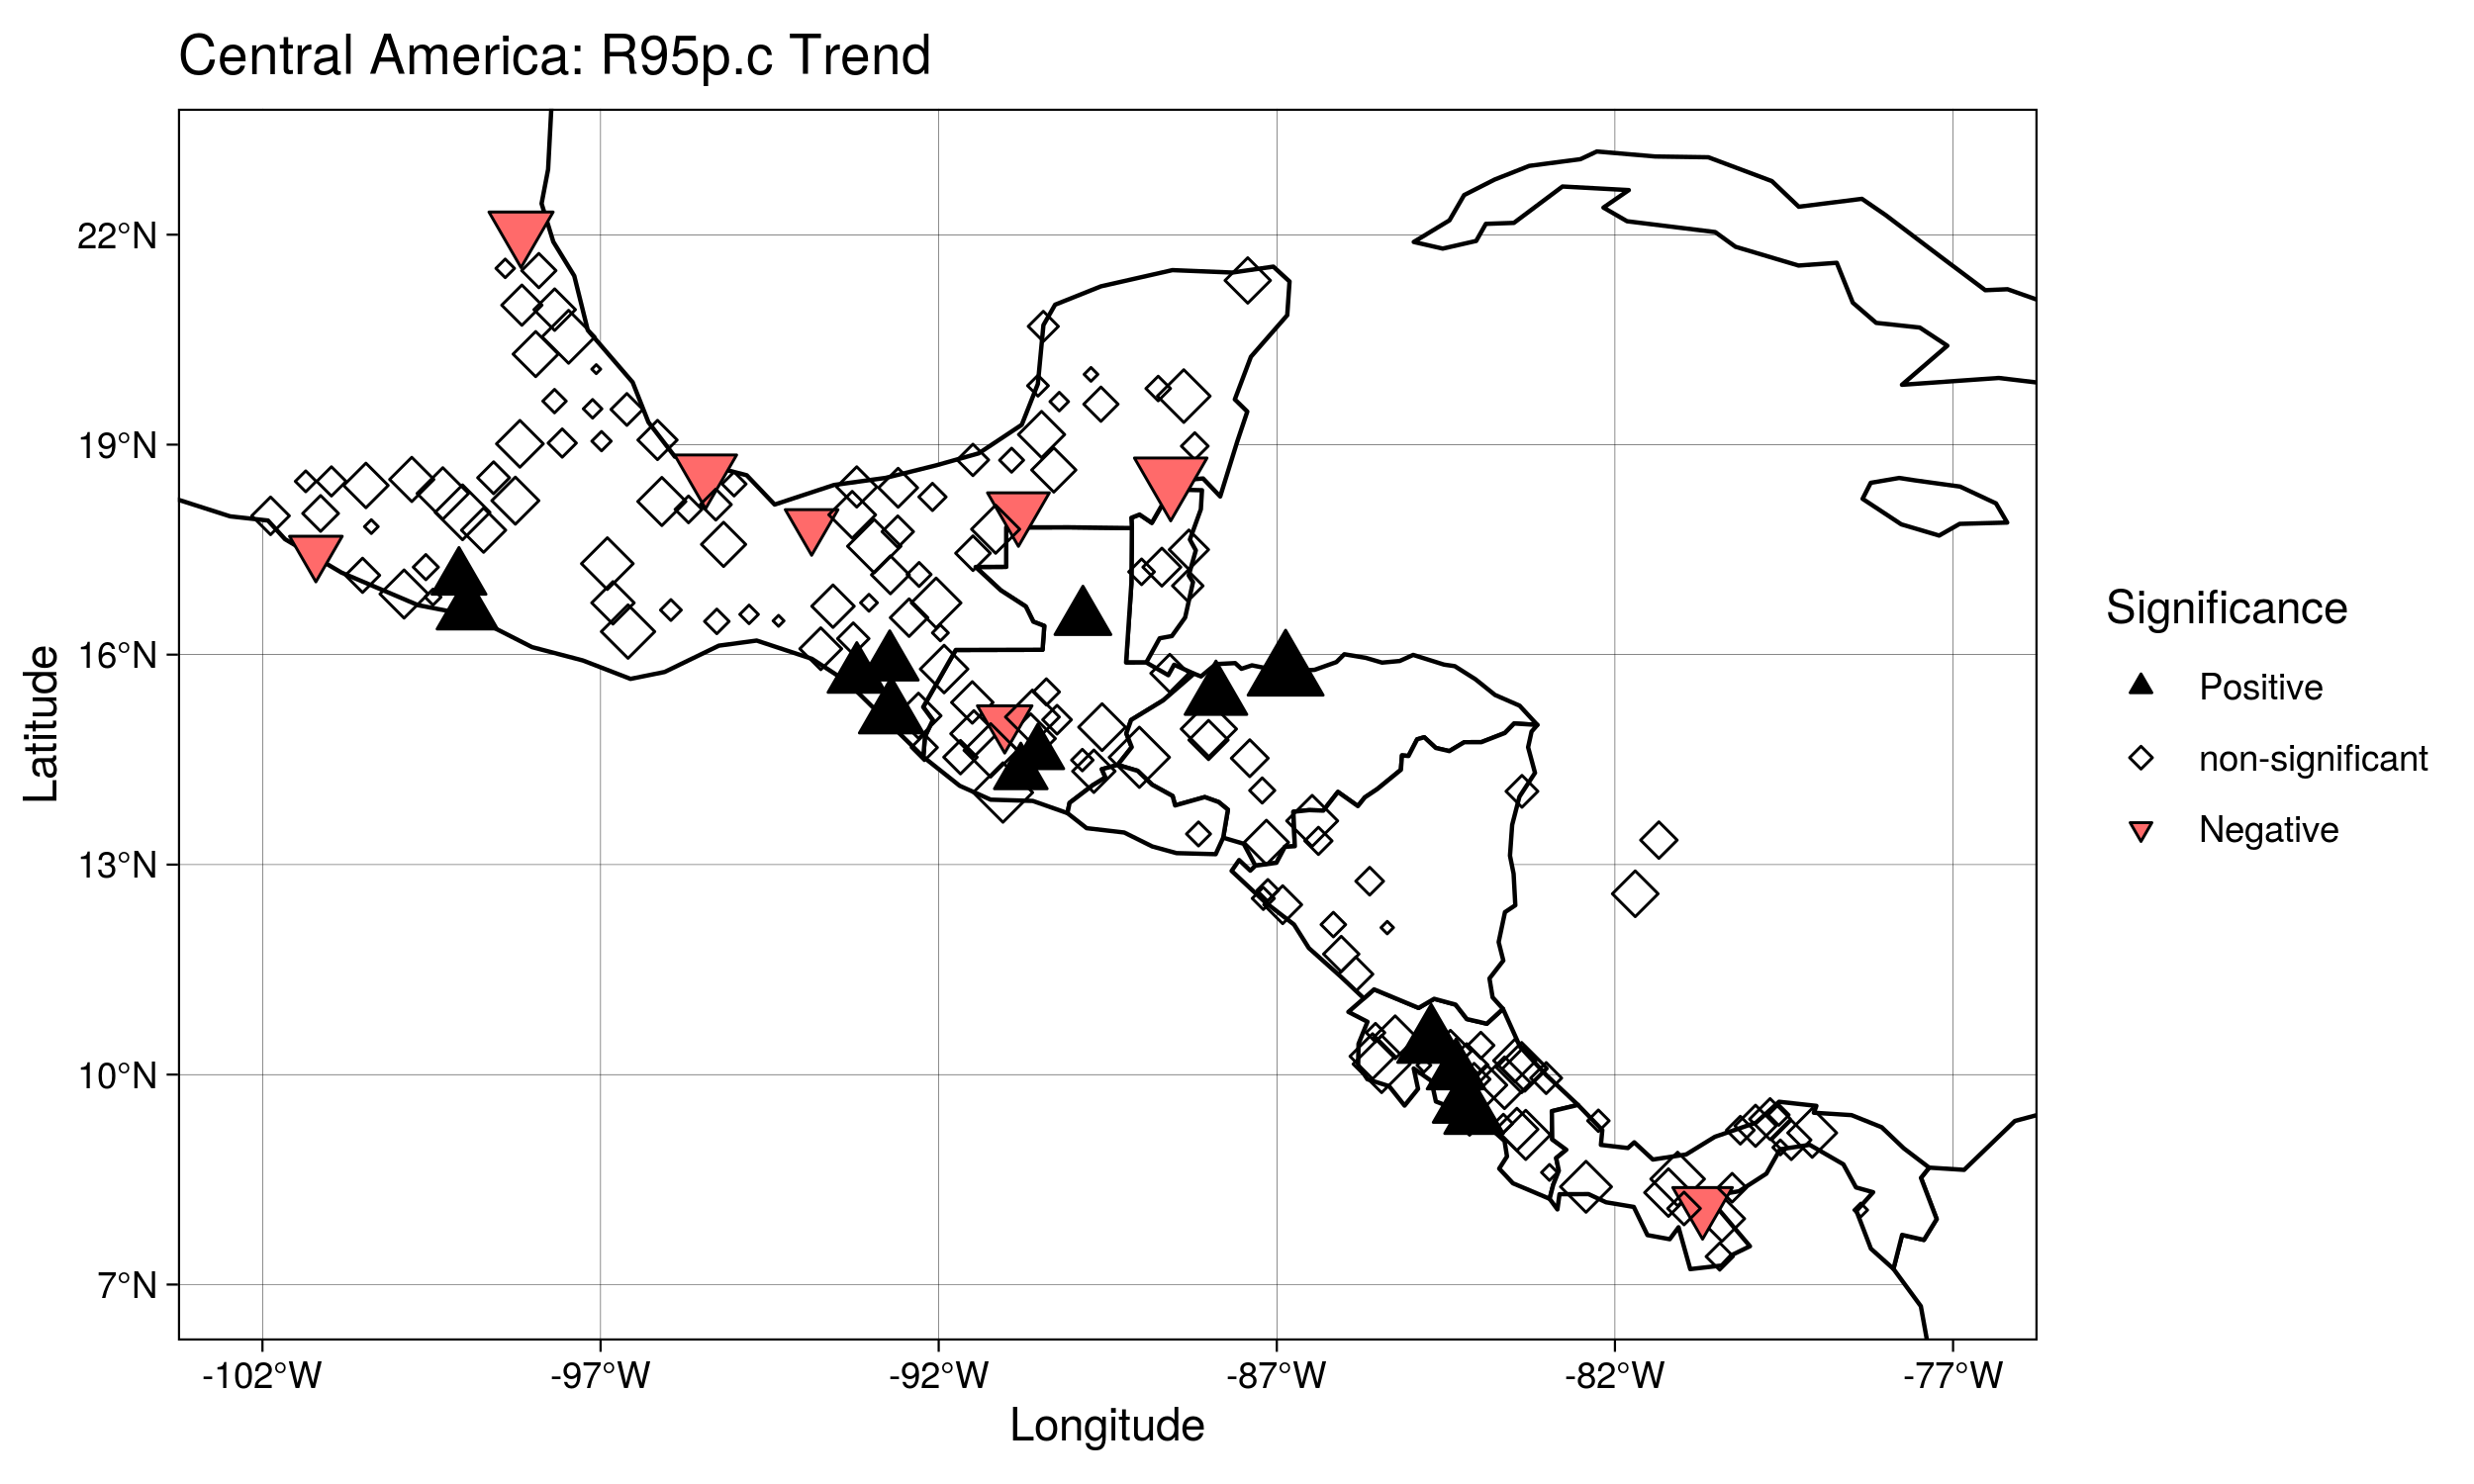 Central America: R95p.c Trend
22°N
19°N
16°N
13°N
10°N
7°N
Latitude
-102°W
-97°W
-92°W
-87°W
-82°W
-77°W
Longitude
Significance
Positive
non-significant
Negative